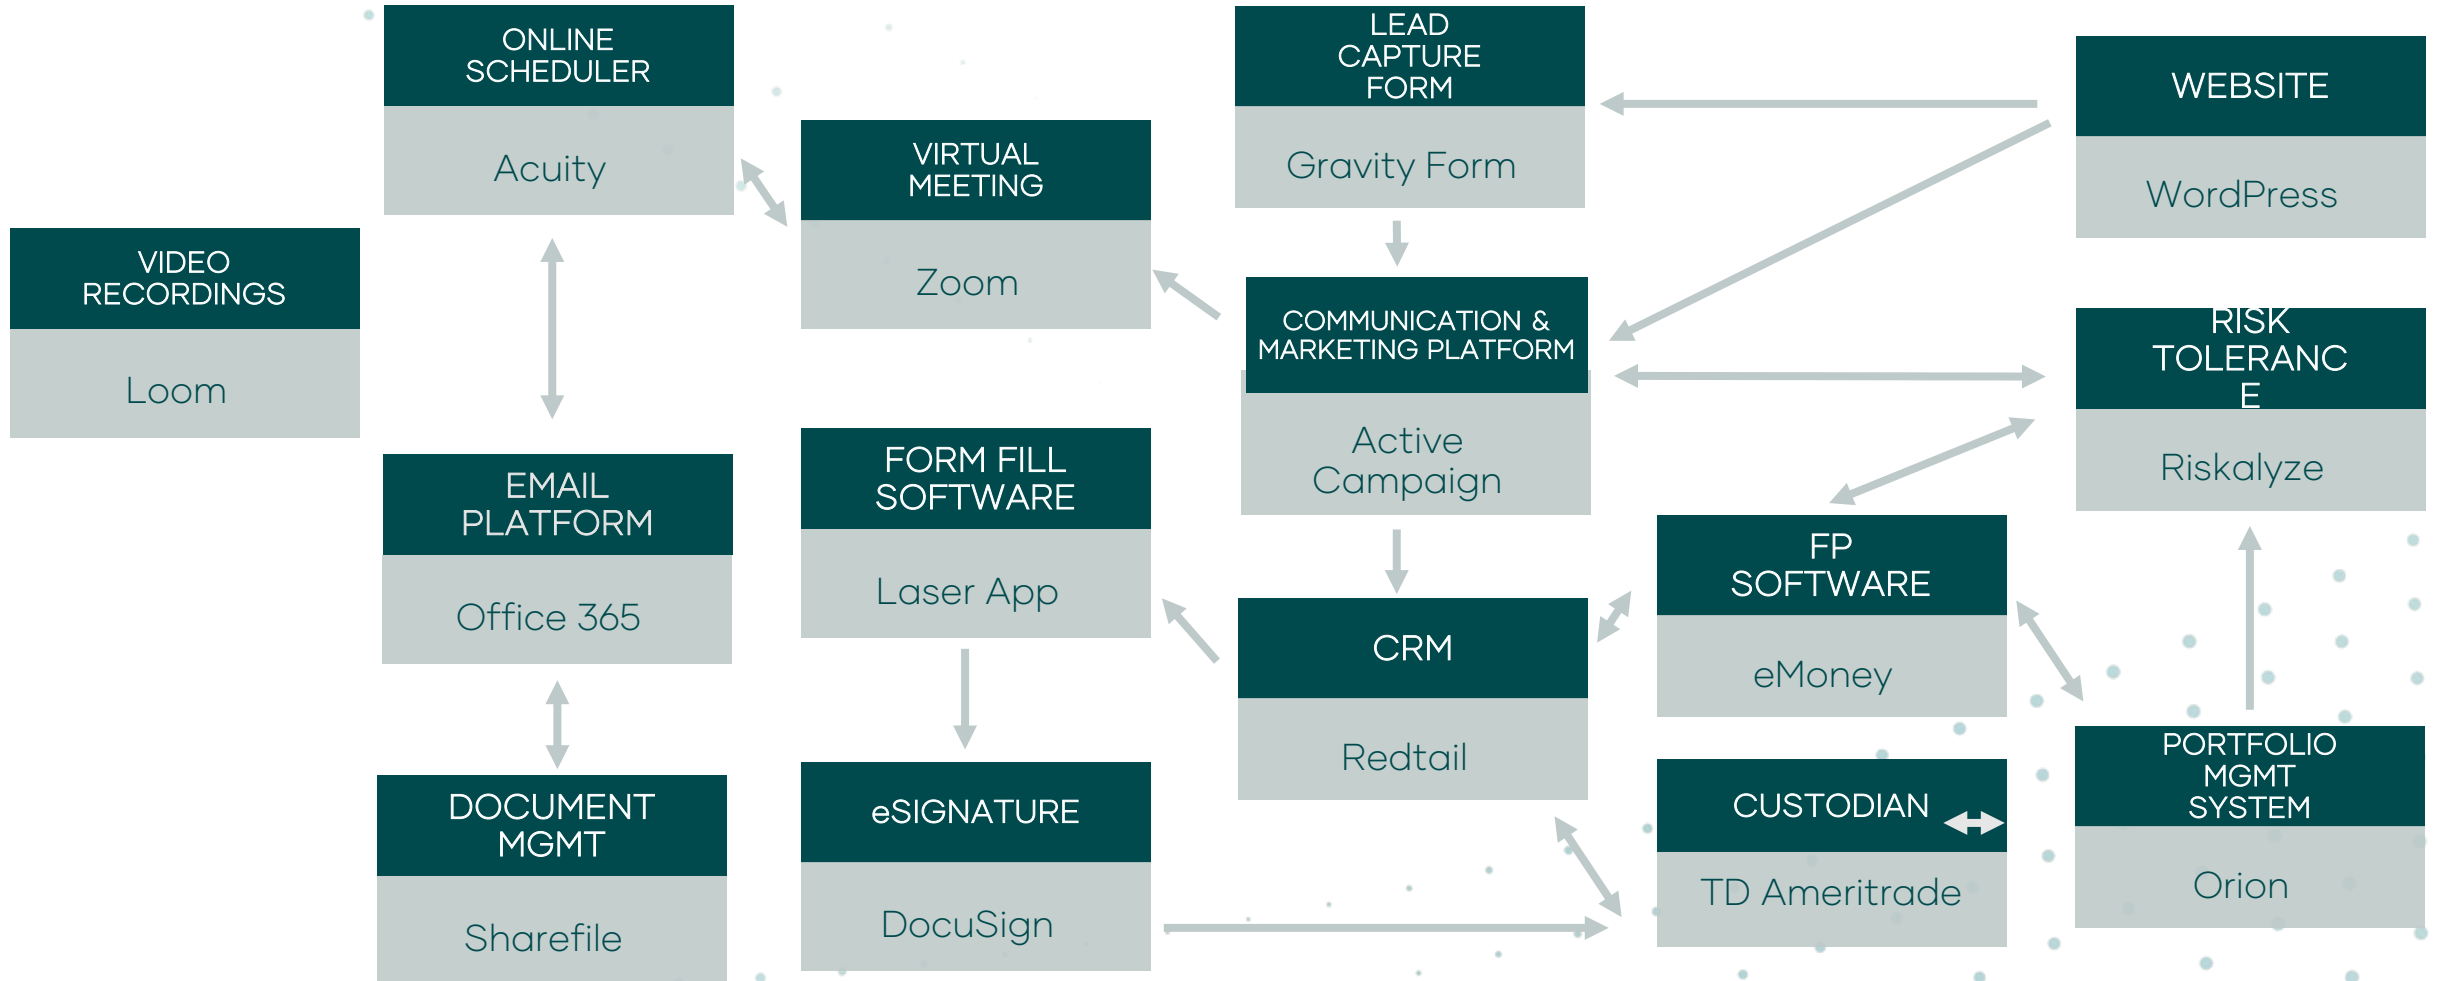 ONLINE
SCHEDULER
Acuity
LEAD
CAPTURE
FORM
Gravity Form
WEBSITE
WordPress
VIRTUAL
MEETING
Zoom
VIDEO
RECORDINGS
Loom
COMMUNICATION &
MARKETING PLATFORM
Active
Campaign
RISK
TOLERANC
E
Riskalyze
EMAIL
PLATFORM
Office 365
FORM FILL
SOFTWARE
Laser App
FP
SOFTWARE
eMoney
CRM
Redtail
DOCUMENT
MGMT
Sharefile
eSIGNATURE
DocuSign
CUSTODIAN
TD Ameritrade
PORTFOLIO
MGMT
SYSTEM
Orion